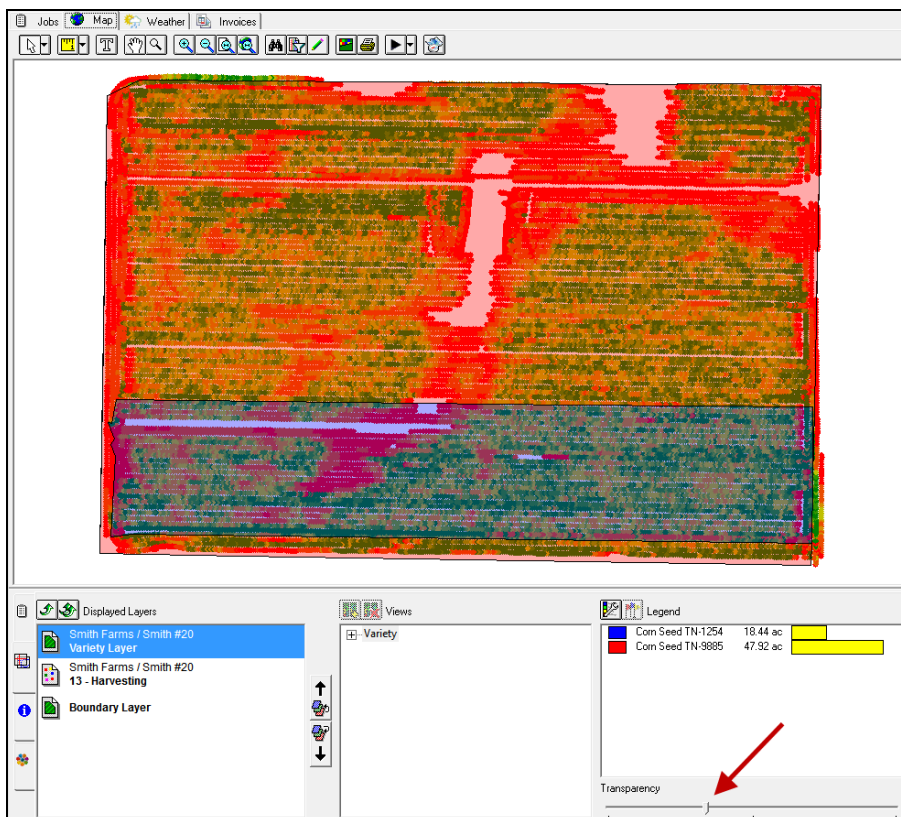 Jobs Map Weather Invoices
T
Displayed Layers
Views
Legend
Smith Farms / Smith #20
Variety Layer
Smith Farms / Smith #20
13 - Harvesting
Boundary Layer
Variety
Corn Seed TN-1254 18.44 ac
Corn Seed TN-9885 47.92 ac
Transparency